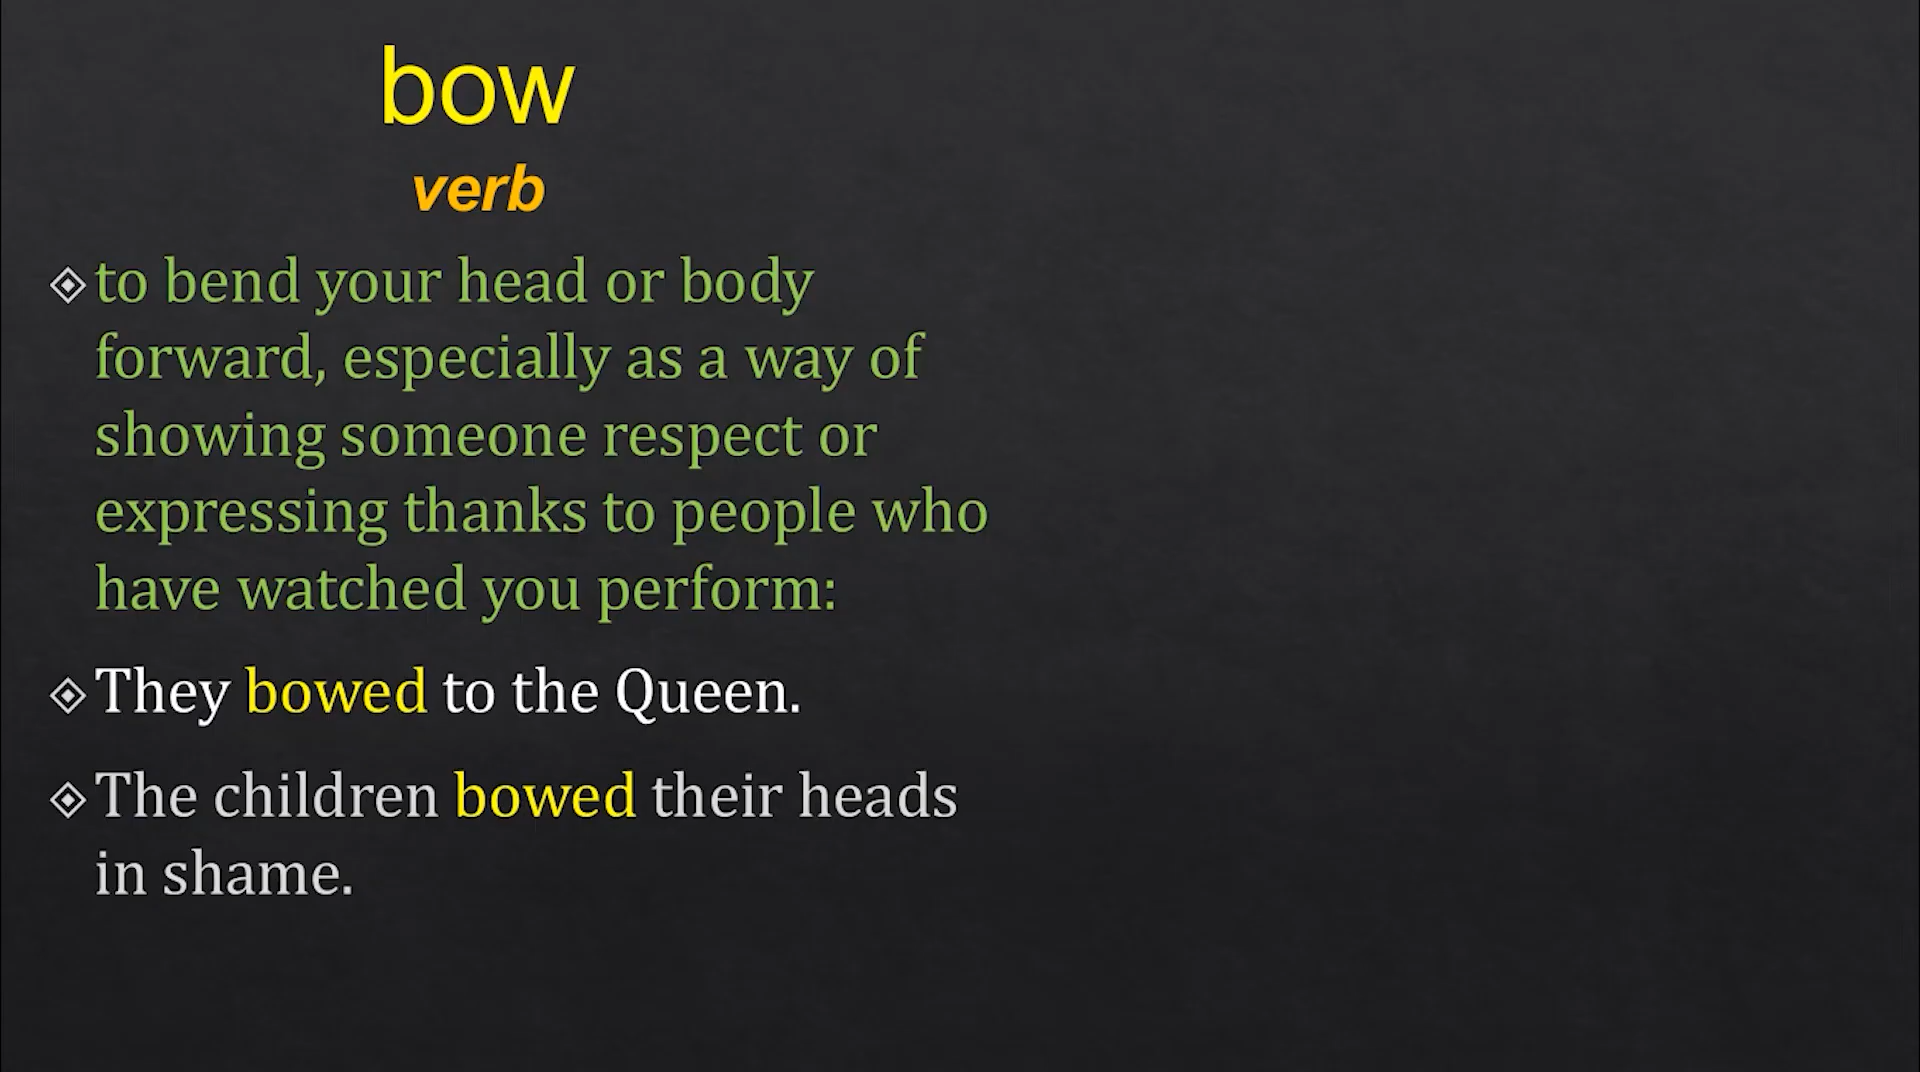 bow
verb
to bend your head or body
forward, especially as a way of
showing someone respect or
expressing thanks to people who
have watched you perform:
They bowed to the Queen.
The children bowed their heads
in shame.